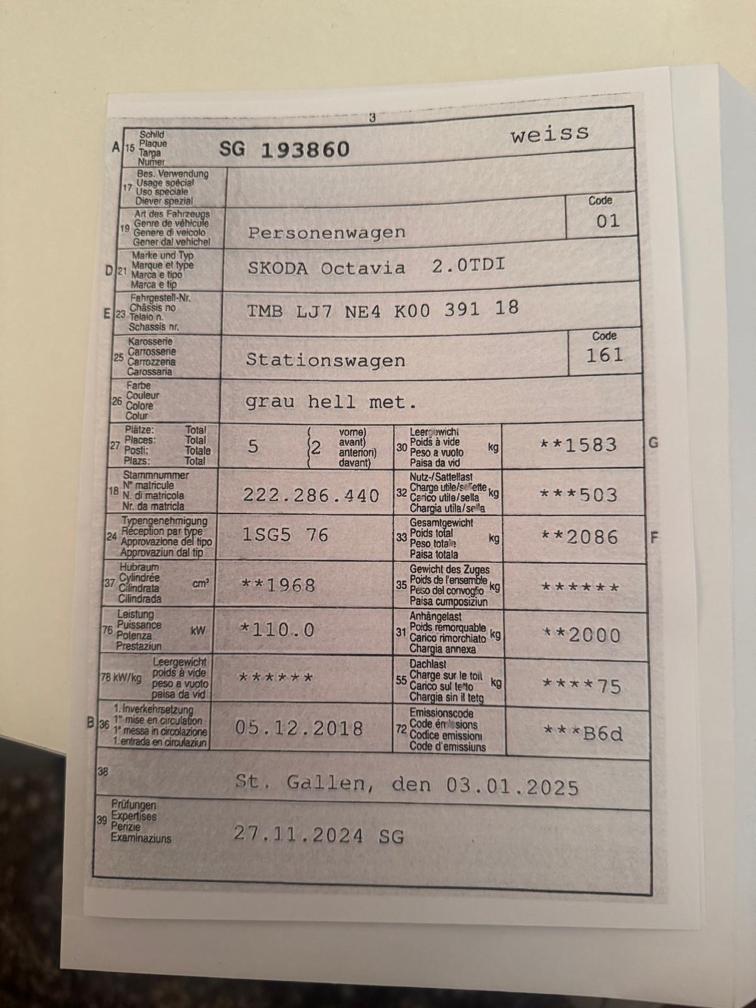 3
A 15 Schild
Plaque
Targa
Numer
SG 193860 weiss
17 Bes. Verwendung
Usage spécial
Uso speciale
Diever spezial
19 Art des Fahrzeugs
Genre de véhicule
Genere di veicolo
Gener dal vehichel
Personenwagen
Code
01
D 21 Marke und Typ
Marque et type
Marca e tipo
Marca e tip
SKODA Octavia 2.0TDI
E 23 Fahrgestell-Nr.
Châssis no
Telaio n.
Schassis nr.
TMB LJ7 NE4 K00 391 18
25 Karosserie
Carrosserie
Carrozzeria
Carossaria
Stationswagen
Code
161
26 Farbe
Couleur
Colore
Colur
grau hell met.
27 Plätze: Total
Places: Total
Posti: Totale
Plazs: Total
5 (2 vorne)
avant)
anteriori)
davant)
30 Leergewicht
Poids à vide
Peso a vuoto
Paisa da vid
kg
**1583 G
18 Stammnummer
N° matricule
N. di matricola
Nr. da matricla
222.286.440
32 Nutz-/Sattellast
Charge utile/sellette
Carico utile/sella
Chargia utila/sella
kg
***503
24 Typengenehmigung
Réception par type
Approvazione del tipo
Approvaziun dal tip
1SG5 76
33 Gesamtgewicht
Poids total
Peso totale
Paisa totala
kg
**2086 F
37 Hubraum
Cylindrée
Cilindrata
Cilindrada
cm³
**1968
35 Gewicht des Zuges
Poids de l'ensemble
Peso del convoglio
Paisa cumposiziun
kg
******
76 Leistung
Puissance
Potenza
Prestaziun
kW
*110.0
31 Anhängelast
Poids remorquable
Carico rimorchiato
Chargia annexa
kg
**2000
78 kW/kg Leergewicht
poids à vide
peso a vuoto
paisa da vid
******
55 Dachlast
Charge sur le toit
Carico sul tetto
Chargia sin il tetg
kg
****75
B 36 1. Inverkehrsetzung
1re mise en circulation
1a messa in circolazione
1. entrada en circulaziun
05.12.2018
72 Emissionscode
Code émissions
Codice emissioni
Code d'emissiuns
***B6d
38
St. Gallen, den 03.01.2025
39 Prüfungen
Expertises
Perizie
Examinaziuns
27.11.2024 SG